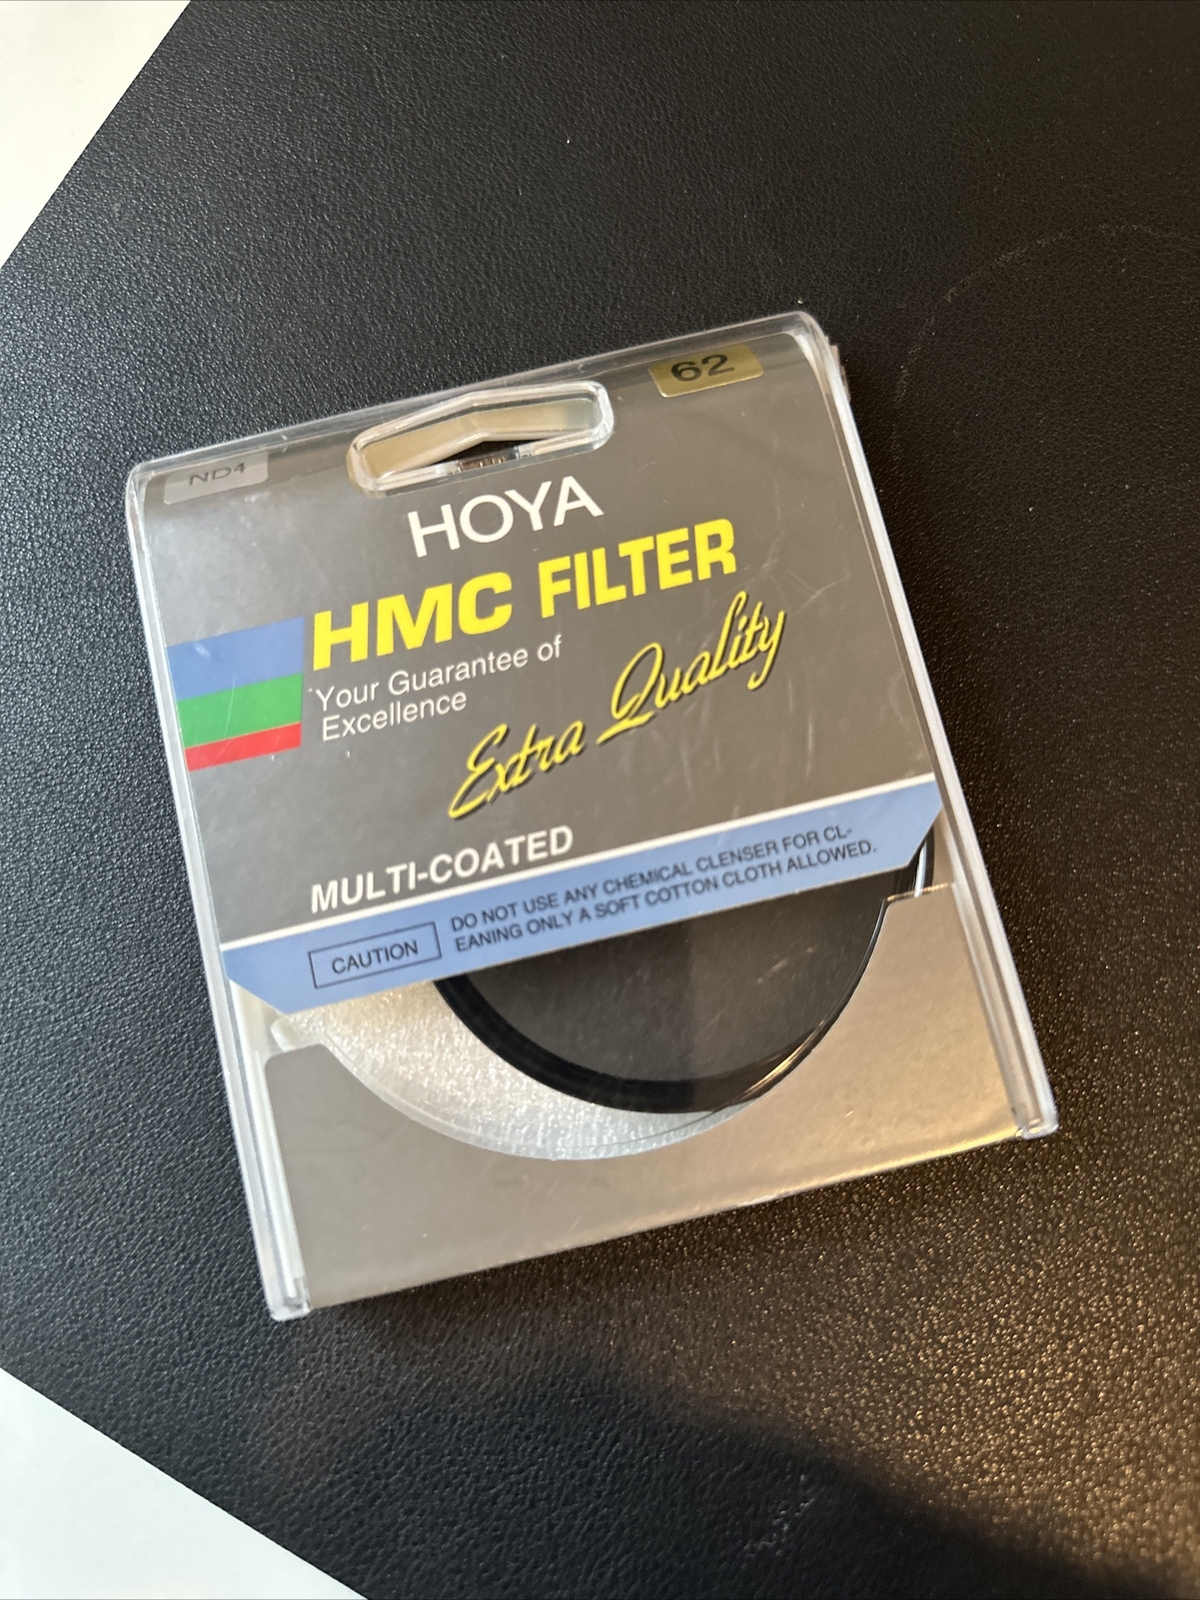 62
ND4
HOYA
HMC FILTER
Your Guarantee of
Excellence
Extra Quality
MULTI-COATED
CAUTION
DO NOT USE ANY CHEMICAL CLENSER FOR CL-
EANING ONLY A SOFT COTTON CLOTH ALLOWED.